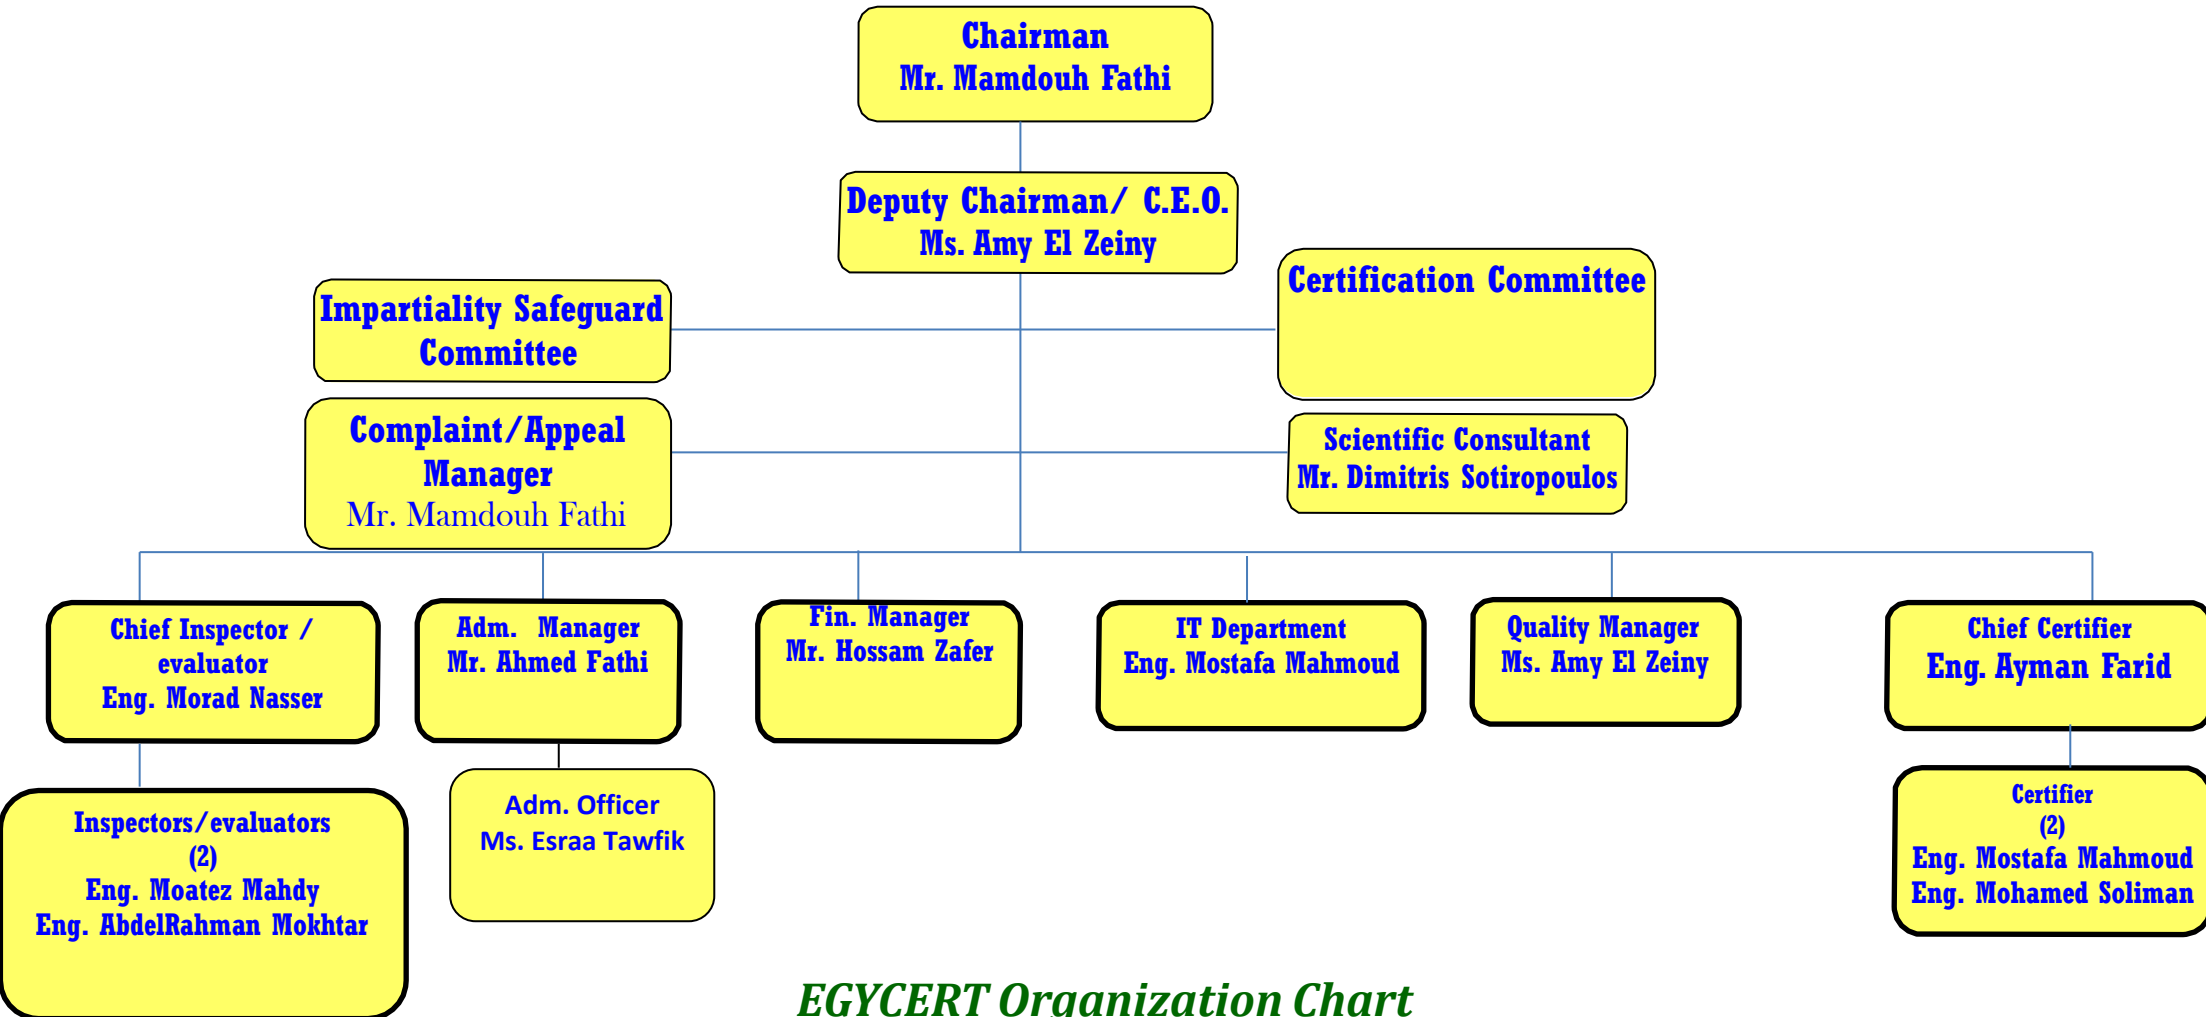 Chairman
Mr. Mamdouh Fathi
Deputy Chairman/ C.E.O.
Ms. Amy El Zeiny
Impartiality Safeguard
Committee
Certification Committee
Complaint/Appeal
Manager
Mr. Mamdouh Fathi
Scientific Consultant
Mr. Dimitris Sotiropoulos
Chief Inspector /
evaluator
Eng. Morad Nasser
Adm. Manager
Mr. Ahmed Fathi
Fin. Manager
Mr. Hossam Zafer
IT Department
Eng. Mostafa Mahmoud
Quality Manager
Ms. Amy El Zeiny
Chief Certifier
Eng. Ayman Farid
Inspectors/evaluators
(2)
Eng. Moatez Mahdy
Eng. AbdelRahman Mokhtar
Adm. Officer
Ms. Esraa Tawfik
Certifier
(2)
Eng. Mostafa Mahmoud
Eng. Mohamed Soliman
EGYCERT Organization Chart